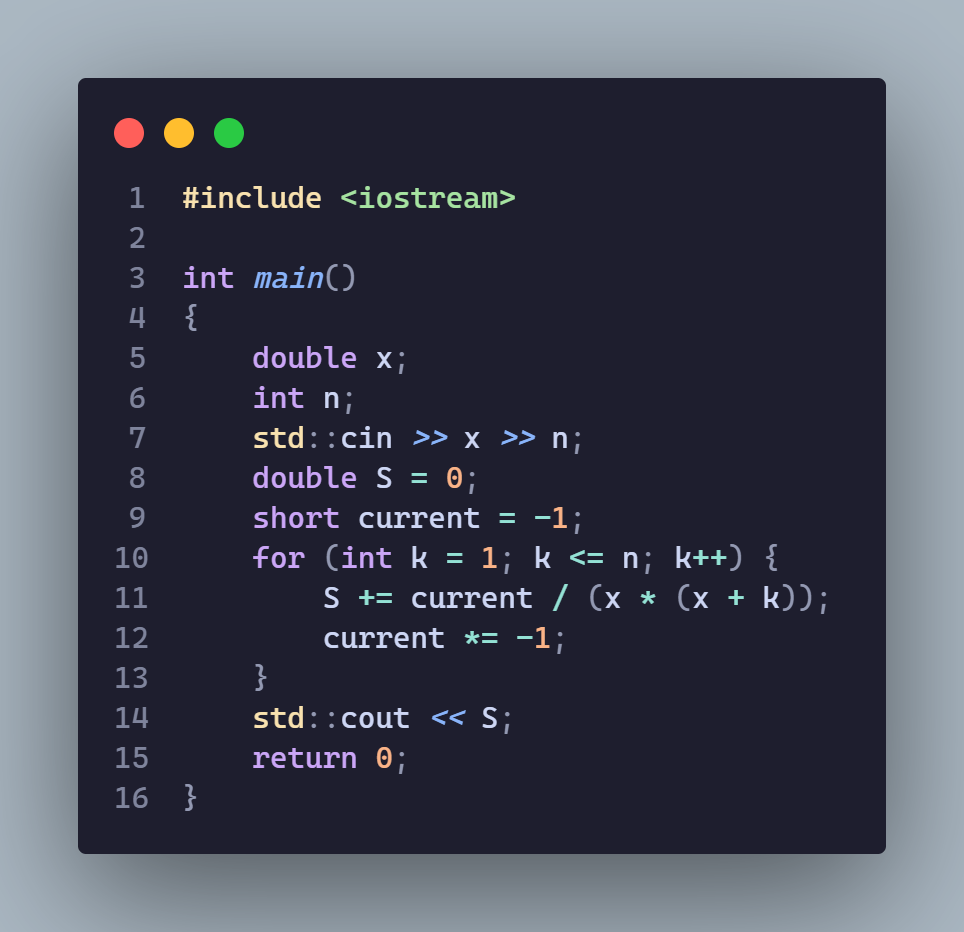 1 #include <iostream>
2
3 int main()
4 {
5     double x;
6     int n;
7     std::cin >> x >> n;
8     double S = 0;
9     short current = -1;
10     for (int k = 1; k <= n; k++) {
11         S += current / (x * (x + k));
12         current *= -1;
13     }
14     std::cout << S;
15     return 0;
16 }